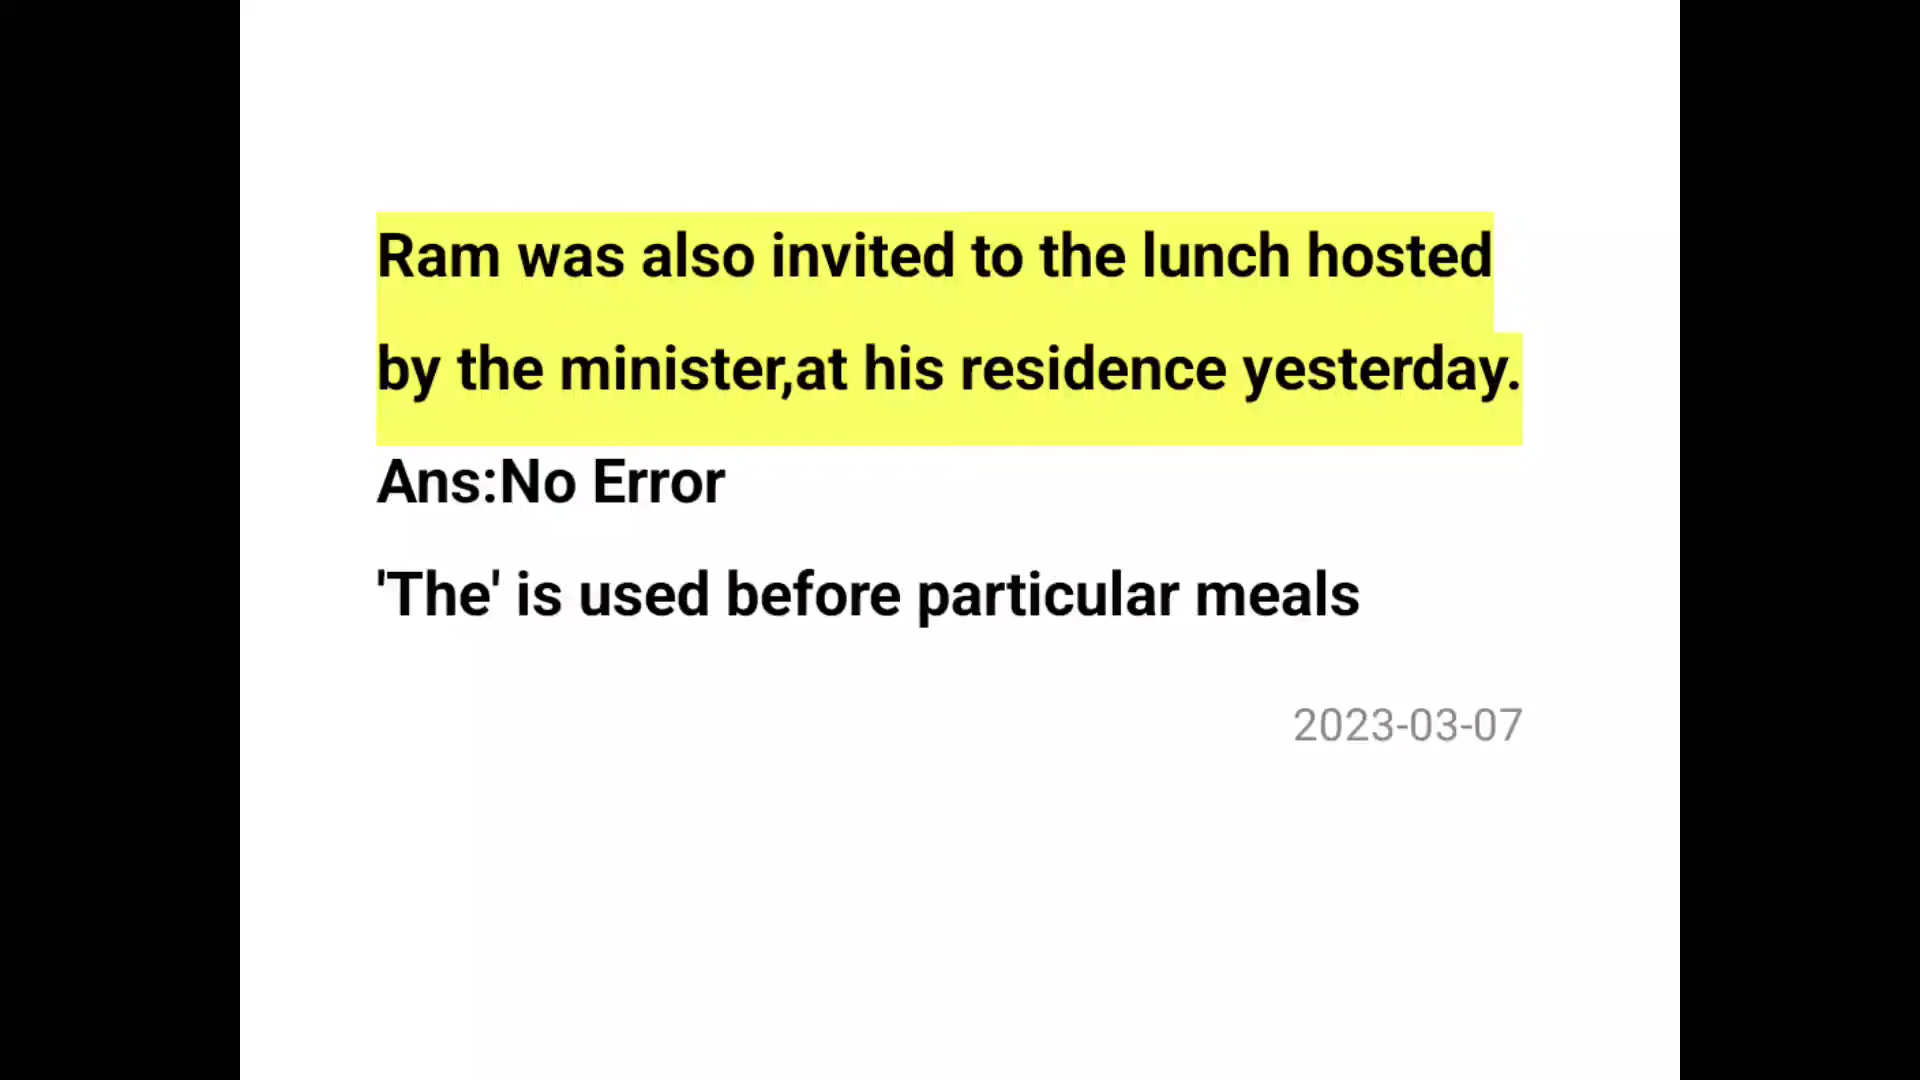 Ram was also invited to the lunch hosted
by the minister,at his residence yesterday.
Ans:No Error
'The' is used before particular meals
2023-03-07